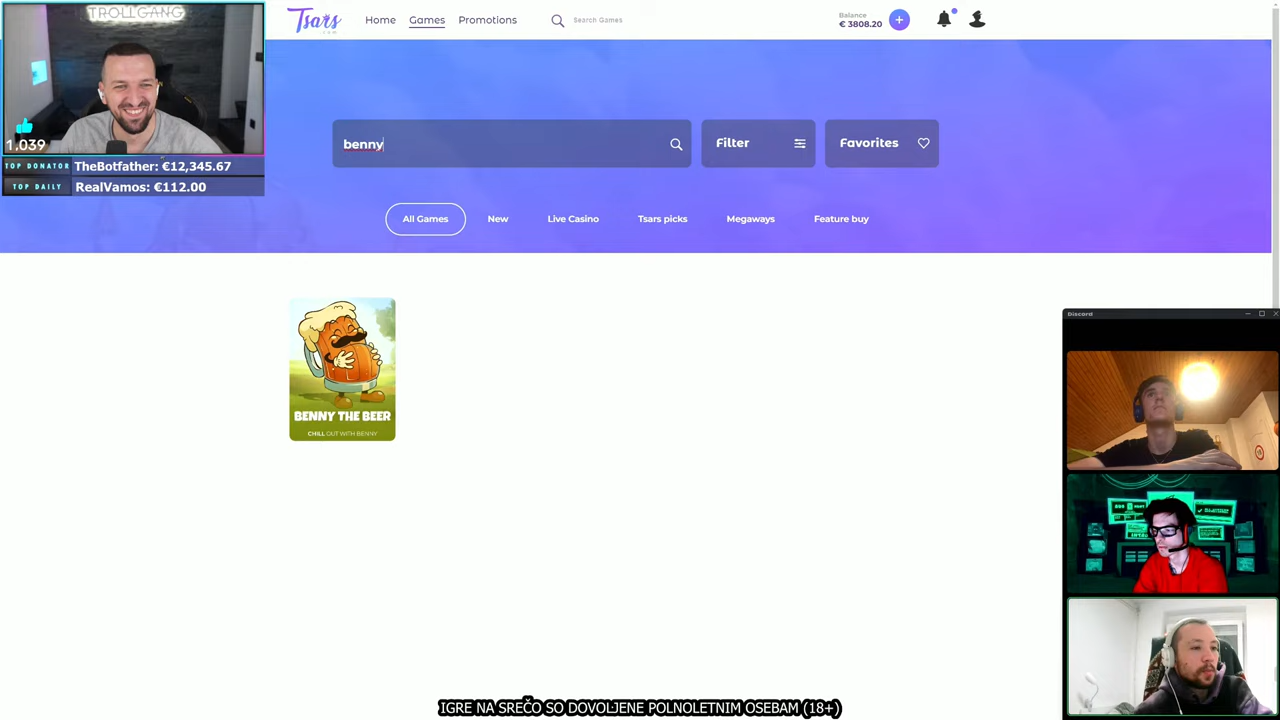 TROLLGANG
1,039
TOP DONATOR TheBotfather: €12,345.67
TOP DAILY RealVamos: €112.00
Tsars
.com
Home Games Promotions Search Games
Balance
€ 3808.20
benny
Filter
Favorites
All Games New Live Casino Tsars picks Megaways Feature buy
BENNY THE BEER
CHILL OUT WITH BENNY
Discord
IGRE NA SREČO SO DOVOLJENE POLNOLETNIM OSEBAM (18+)